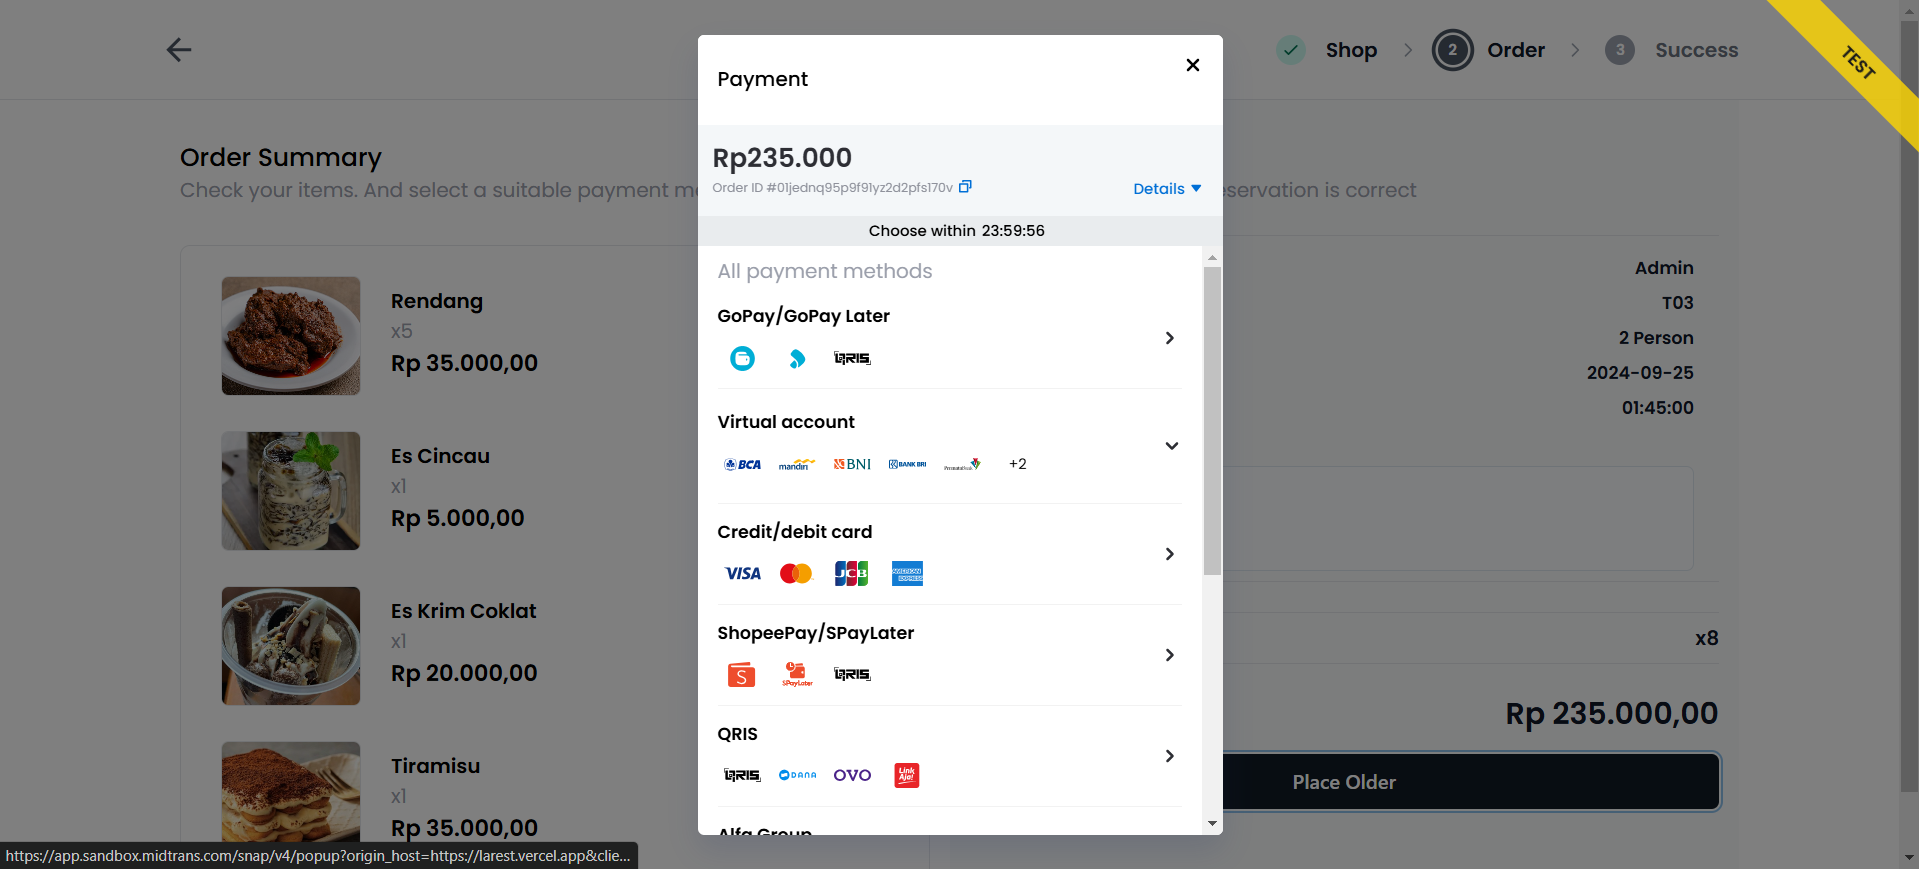 Shop
2
Order
3
Success
TEST
Payment
Rp235.000
Order ID #01jednq95p9f91yz2d2pfs170v
Details
Choose within 23:59:56
Order Summary
Check your items. And select a suitable payment me
eservation is correct
Rendang
x5
Rp 35.000,00
Es Cincau
x1
Rp 5.000,00
Es Krim Coklat
x1
Rp 20.000,00
Tiramisu
x1
Rp 35.000,00
All payment methods
GoPay/GoPay Later
QRIS
Virtual account
BCA mandiri BNI BANK BRI PermataBank +2
Credit/debit card
VISA JCB AMERICAN EXPRESS
ShopeePay/SPayLater
S SPayLater QRIS
QRIS
QRIS DANA OVO LinkAja!
Alfa Group
Admin
T03
2 Person
2024-09-25
01:45:00
x8
Rp 235.000,00
Place Older
https://app.sandbox.midtrans.com/snap/v4/popup?origin_host=https://larest.vercel.app&clie...